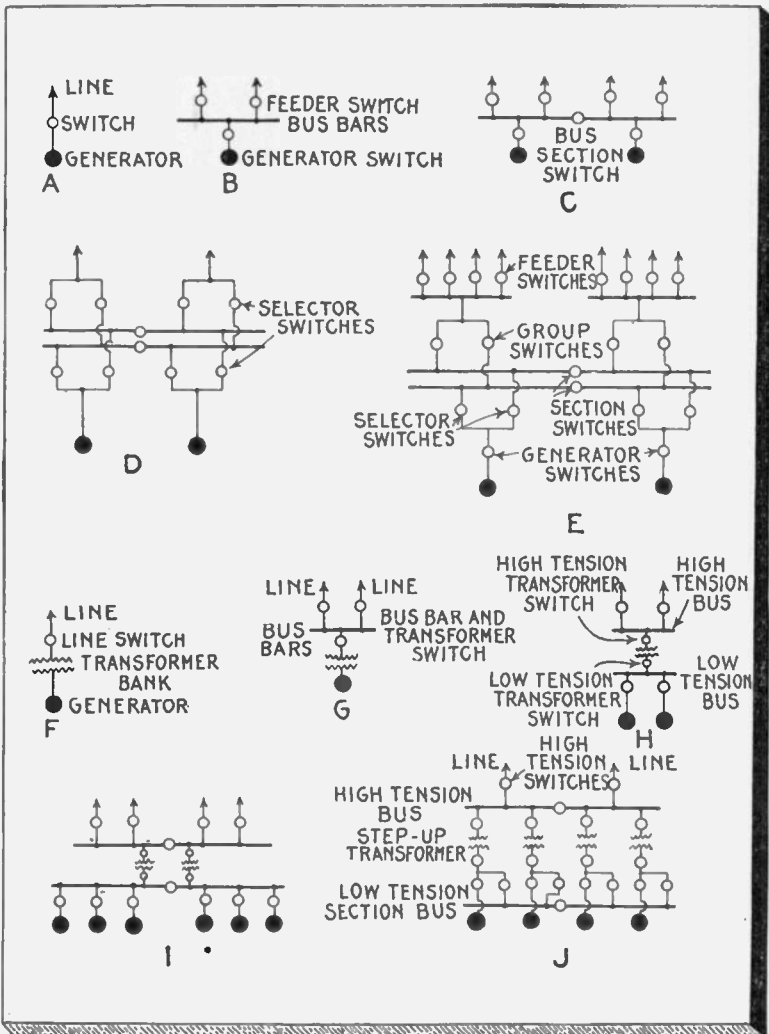 LINE
SWITCH
GENERATOR
A
FEEDER SWITCH
BUS BARS
GENERATOR SWITCH
B
BUS
SECTION
SWITCH
C
SELECTOR
SWITCHES
D
FEEDER
SWITCHES
GROUP
SWITCHES
SELECTOR
SWITCHES
SECTION
SWITCHES
GENERATOR
SWITCHES
E
LINE
LINE SWITCH
TRANSFORMER
BANK
GENERATOR
F
LINE
LINE
BUS
BARS
BUS BAR AND
TRANSFORMER
SWITCH
G
HIGH TENSION
TRANSFORMER
SWITCH
HIGH
TENSION
BUS
LOW TENSION
TRANSFORMER
SWITCH
LOW
TENSION
BUS
H
I
LINE
HIGH
TENSION
SWITCHES
LINE
HIGH TENSION
BUS
STEP-UP
TRANSFORMER
LOW TENSION
SECTION BUS
J